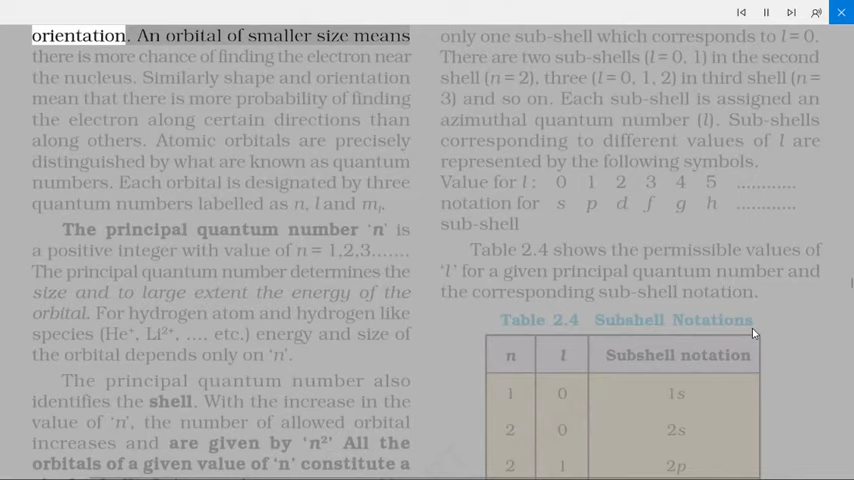 orientation. An orbital of smaller size means
there is more chance of finding the electron near
the nucleus. Similarly shape and orientation
mean that there is more probability of finding
the electron along certain directions than
along others. Atomic orbitals are precisely
distinguished by what are known as quantum
numbers. Each orbital is designated by three
quantum numbers labelled as n, l and mₗ.
The principal quantum number ‘n’ is
a positive integer with value of n = 1,2,3.......
The principal quantum number determines the
size and to large extent the energy of the
orbital. For hydrogen atom and hydrogen like
species (He⁺, Li²⁺, .... etc.) energy and size of
the orbital depends only on ‘n’.
The principal quantum number also
identifies the shell. With the increase in the
value of ‘n’, the number of allowed orbital
increases and are given by ‘n²’ All the
orbitals of a given value of ‘n’ constitute a
only one sub-shell which corresponds to l = 0.
There are two sub-shells (l = 0, 1) in the second
shell (n = 2), three (l = 0, 1, 2) in third shell (n =
3) and so on. Each sub-shell is assigned an
azimuthal quantum number (l). Sub-shells
corresponding to different values of l are
represented by the following symbols.
Value for l : 0 1 2 3 4 5 ............
notation for s p d f g h ............
sub-shell
Table 2.4 shows the permissible values of
‘l’ for a given principal quantum number and
the corresponding sub-shell notation.
Table 2.4 Subshell Notations
n l Subshell notation
1 0 1s
2 0 2s
2 1 2p